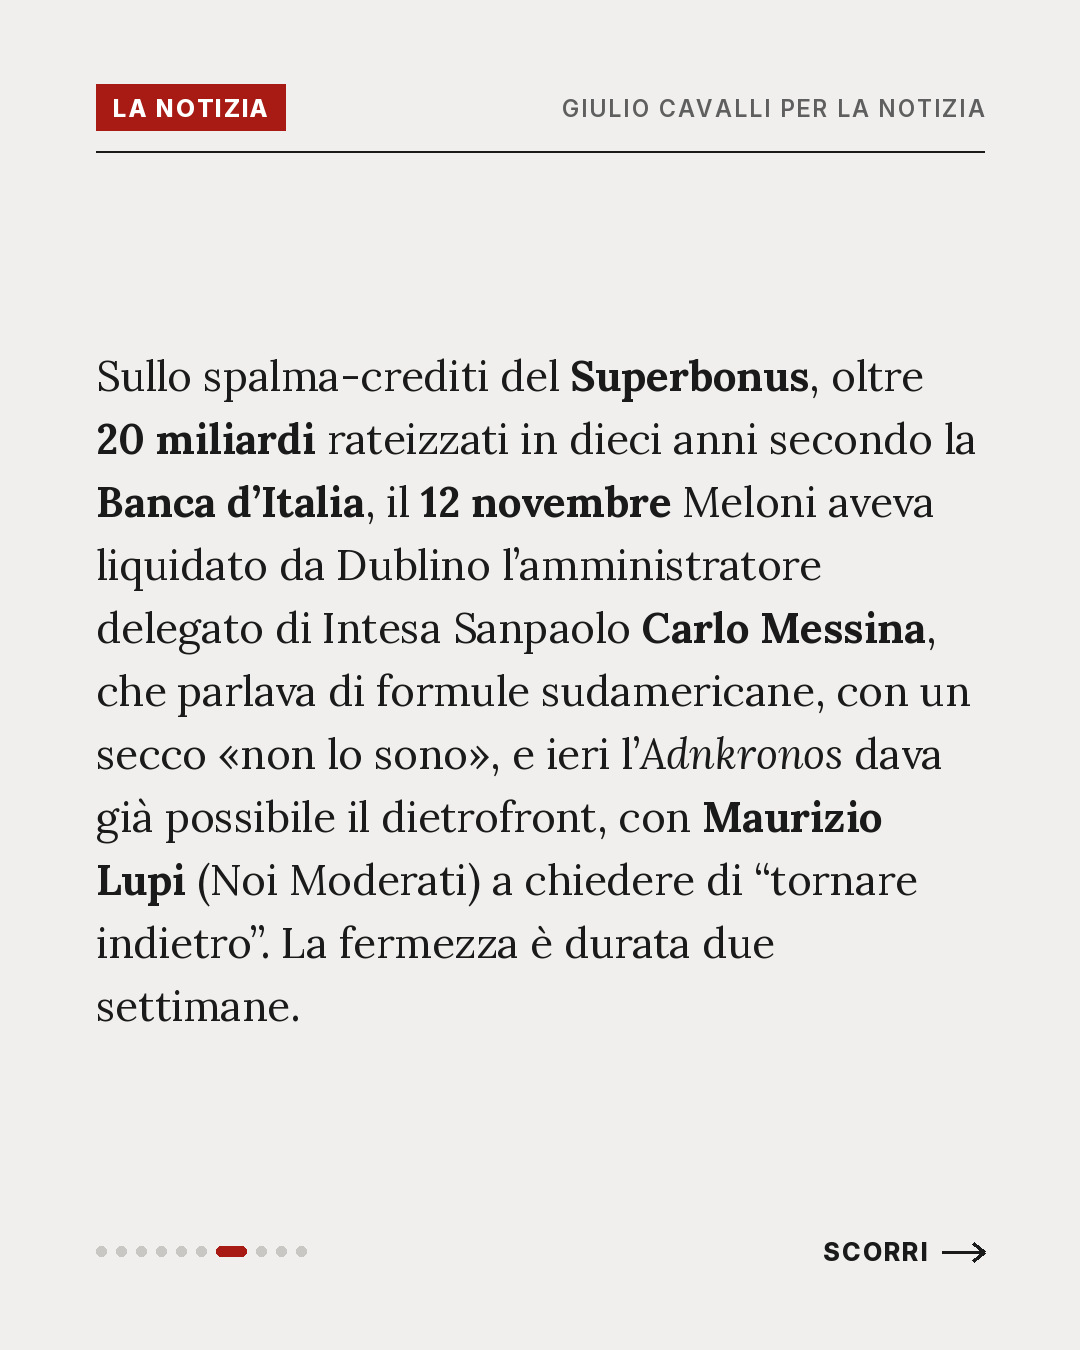 LA NOTIZIA
GIULIO CAVALLI PER LA NOTIZIA
Sullo spalma-crediti del Superbonus, oltre
20 miliardi rateizzati in dieci anni secondo la
Banca d’Italia, il 12 novembre Meloni aveva
liquidato da Dublino l’amministratore
delegato di Intesa Sanpaolo Carlo Messina,
che parlava di formule sudamericane, con un
secco «non lo sono», e ieri l’Adnkronos dava
già possibile il dietrofront, con Maurizio
Lupi (Noi Moderati) a chiedere di “tornare
indietro”. La fermezza è durata due
settimane.
SCORRI